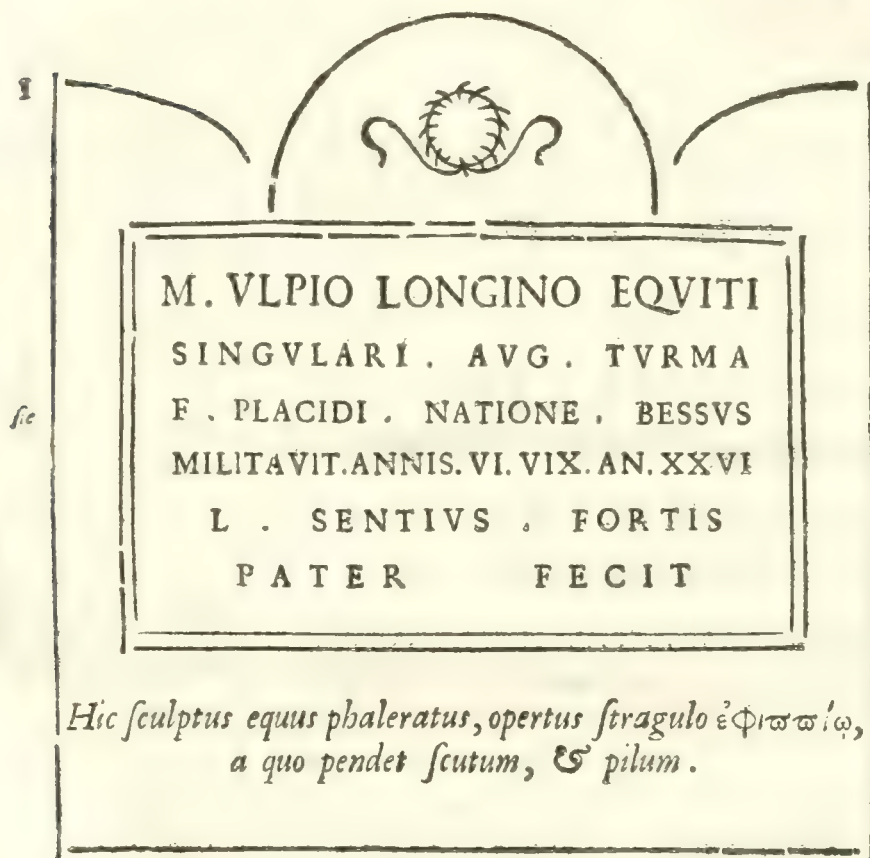 I
M. VLPIO LONGINO EQVITI
SINGVLARI. AVG. TVRMA
sic F. PLACIDI. NATIONE. BESSVS
MILITAVIT.ANNIS.VI.VIX.AN.XXVI
L. SENTIVS. FORTIS
PATER FECIT
Hic ſculptus equus phaleratus, opertus ſtragulo ἐφιϖϖίῳ,
a quo pendet ſcutum, & pilum.